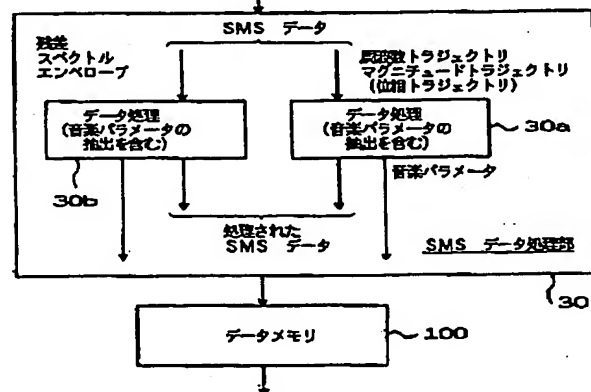 SMS データ
残差
スペクトル
エンベロープ
周波数トラジェクトリ
マグニチュードトラジェクトリ
(位相トラジェクトリ)
データ処理
(音楽パラメータの
抽出を含む)
30b
データ処理
(音楽パラメータの
抽出を含む)
30a
音楽パラメータ
処理された
SMS データ
SMS データ処理部
30
データメモリ
100